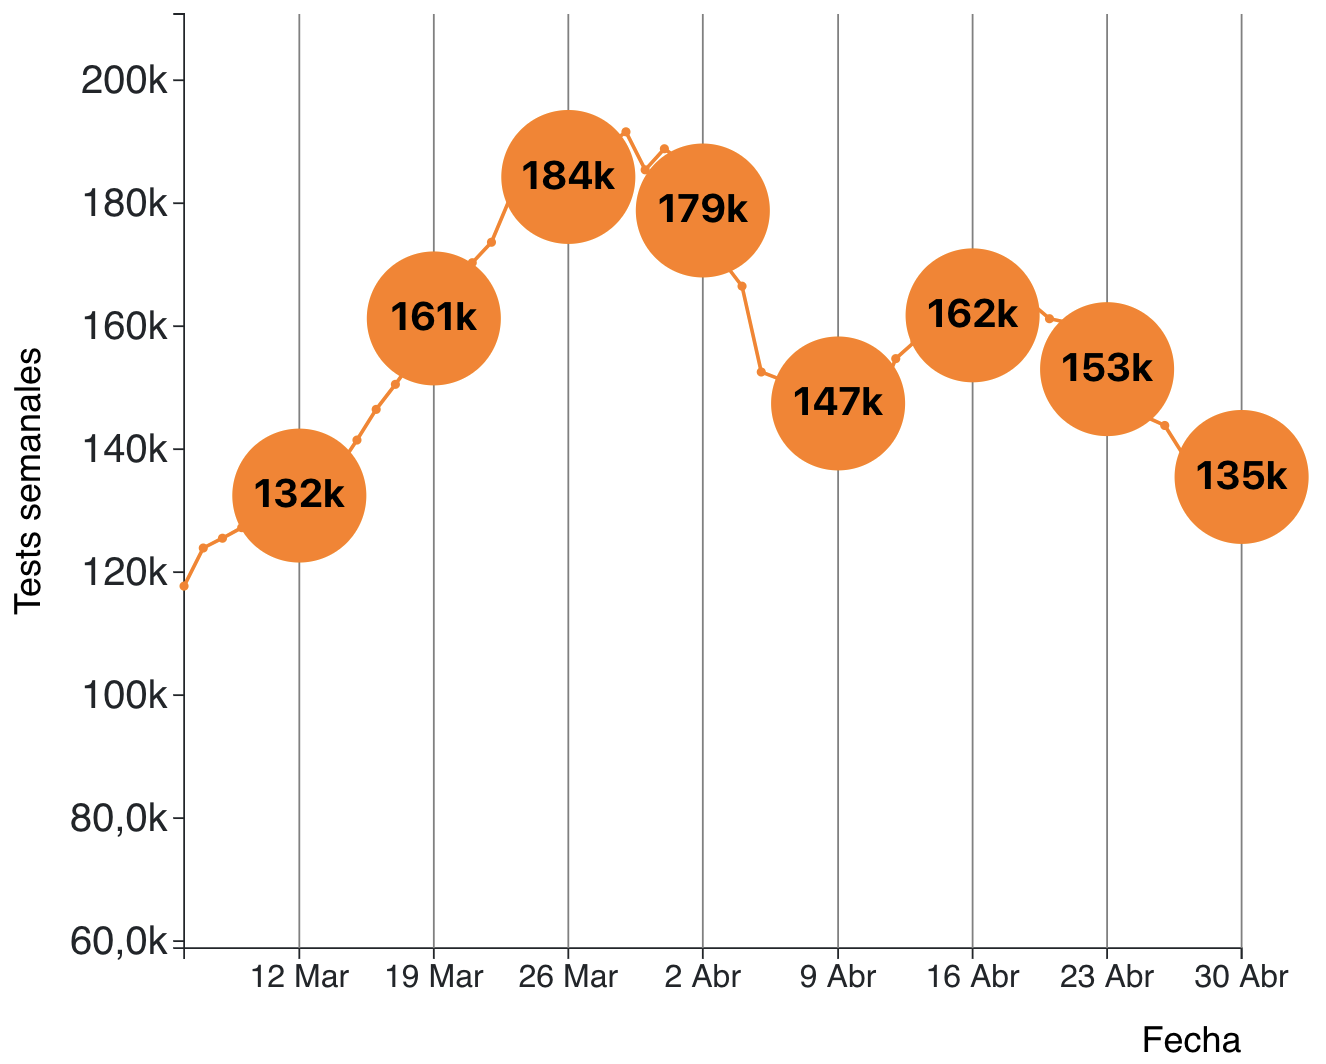 200k
180k
160k
140k
120k
100k
80,0k
60,0k
Tests semanales
132k
161k
184k
179k
147k
162k
153k
135k
12 Mar
19 Mar
26 Mar
2 Abr
9 Abr
16 Abr
23 Abr
30 Abr
Fecha